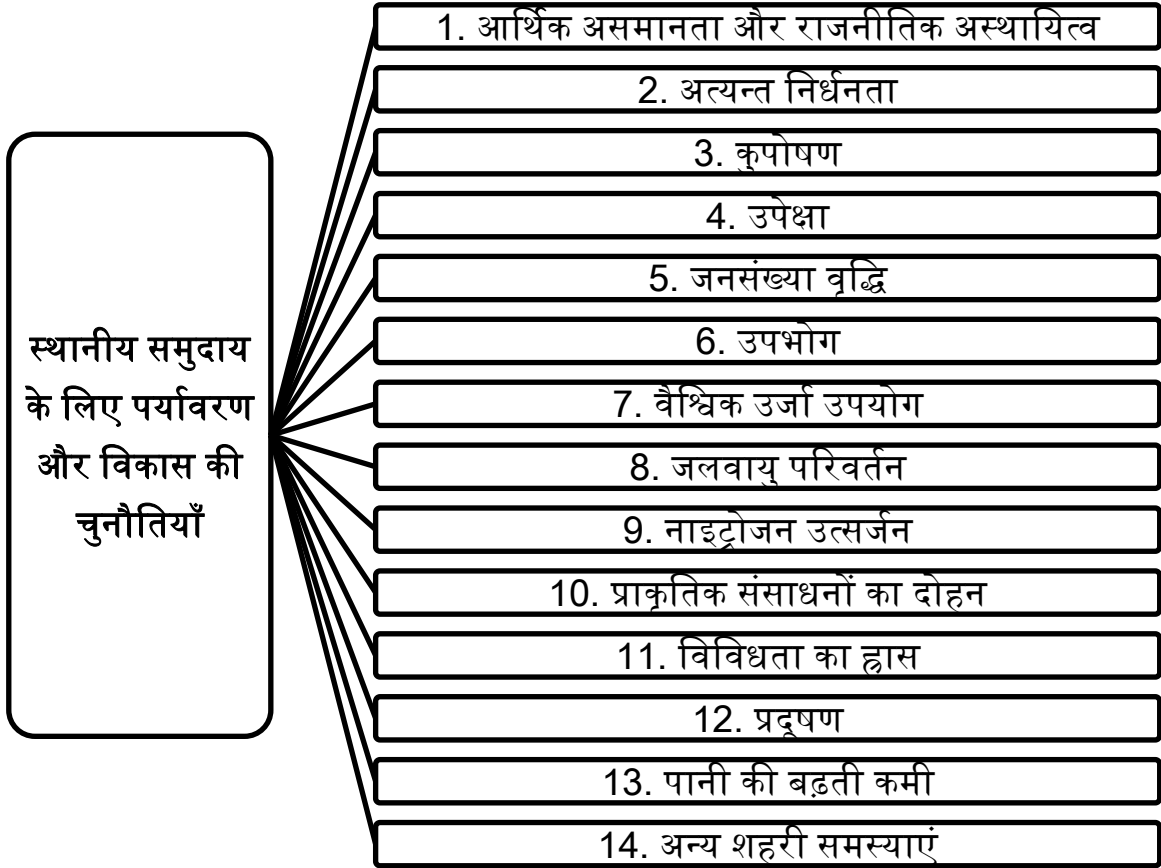 स्थानीय समुदाय
के लिए पर्यावरण
और विकास की
चुनौतियाँ
1. आर्थिक असमानता और राजनीतिक अस्थायित्व
2. अत्यन्त निर्धनता
3. कुपोषण
4. उपेक्षा
5. जनसंख्या वृद्धि
6. उपभोग
7. वैश्विक उर्जा उपयोग
8. जलवायु परिवर्तन
9. नाइट्रोजन उत्सर्जन
10. प्राकृतिक संसाधनों का दोहन
11. विविधता का ह्रास
12. प्रदूषण
13. पानी की बढ़ती कमी
14. अन्य शहरी समस्याएं